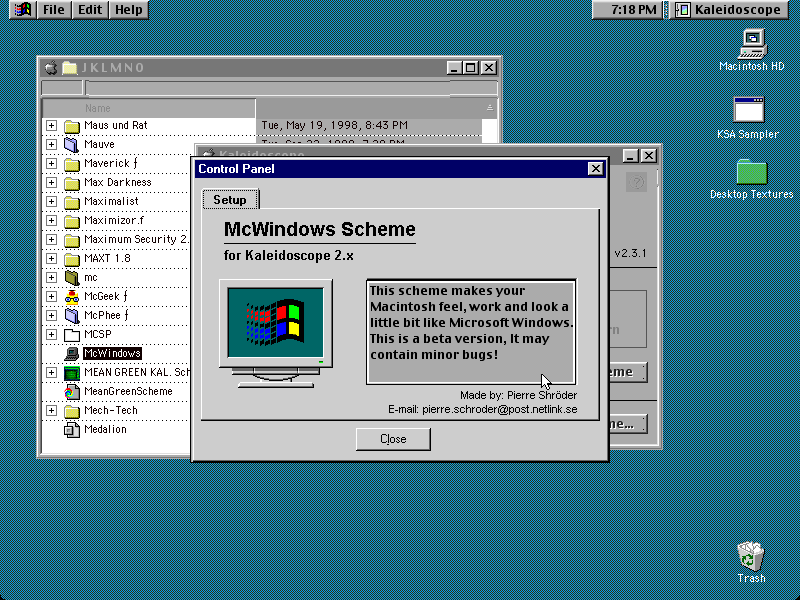 File Edit Help
7:18 PM Kaleidoscope
Macintosh HD
KSA Sampler
Desktop Textures
Trash
JKLMNO
Name
Maus und Rat
Tue, May 19, 1998, 8:43 PM
Mauve
Maverick ƒ
Max Darkness
Maximalist
Maximizor.f
Maximum Security 2.
MAXT 1.8
mc
McGeek ƒ
McPhee ƒ
MCSP
McWindows
MEAN GREEN KAL. Sch
MeanGreenScheme
Mech-Tech
Medalion
Kaleidoscope
v2.3.1
Control Panel
Setup
McWindows Scheme
for Kaleidoscope 2.x
This scheme makes your
Macintosh feel, work and look a
little bit like Microsoft Windows.
This is a beta version, It may
contain minor bugs!
Made by: Pierre Shröder
E-mail: pierre.schroder@post.netlink.se
Close